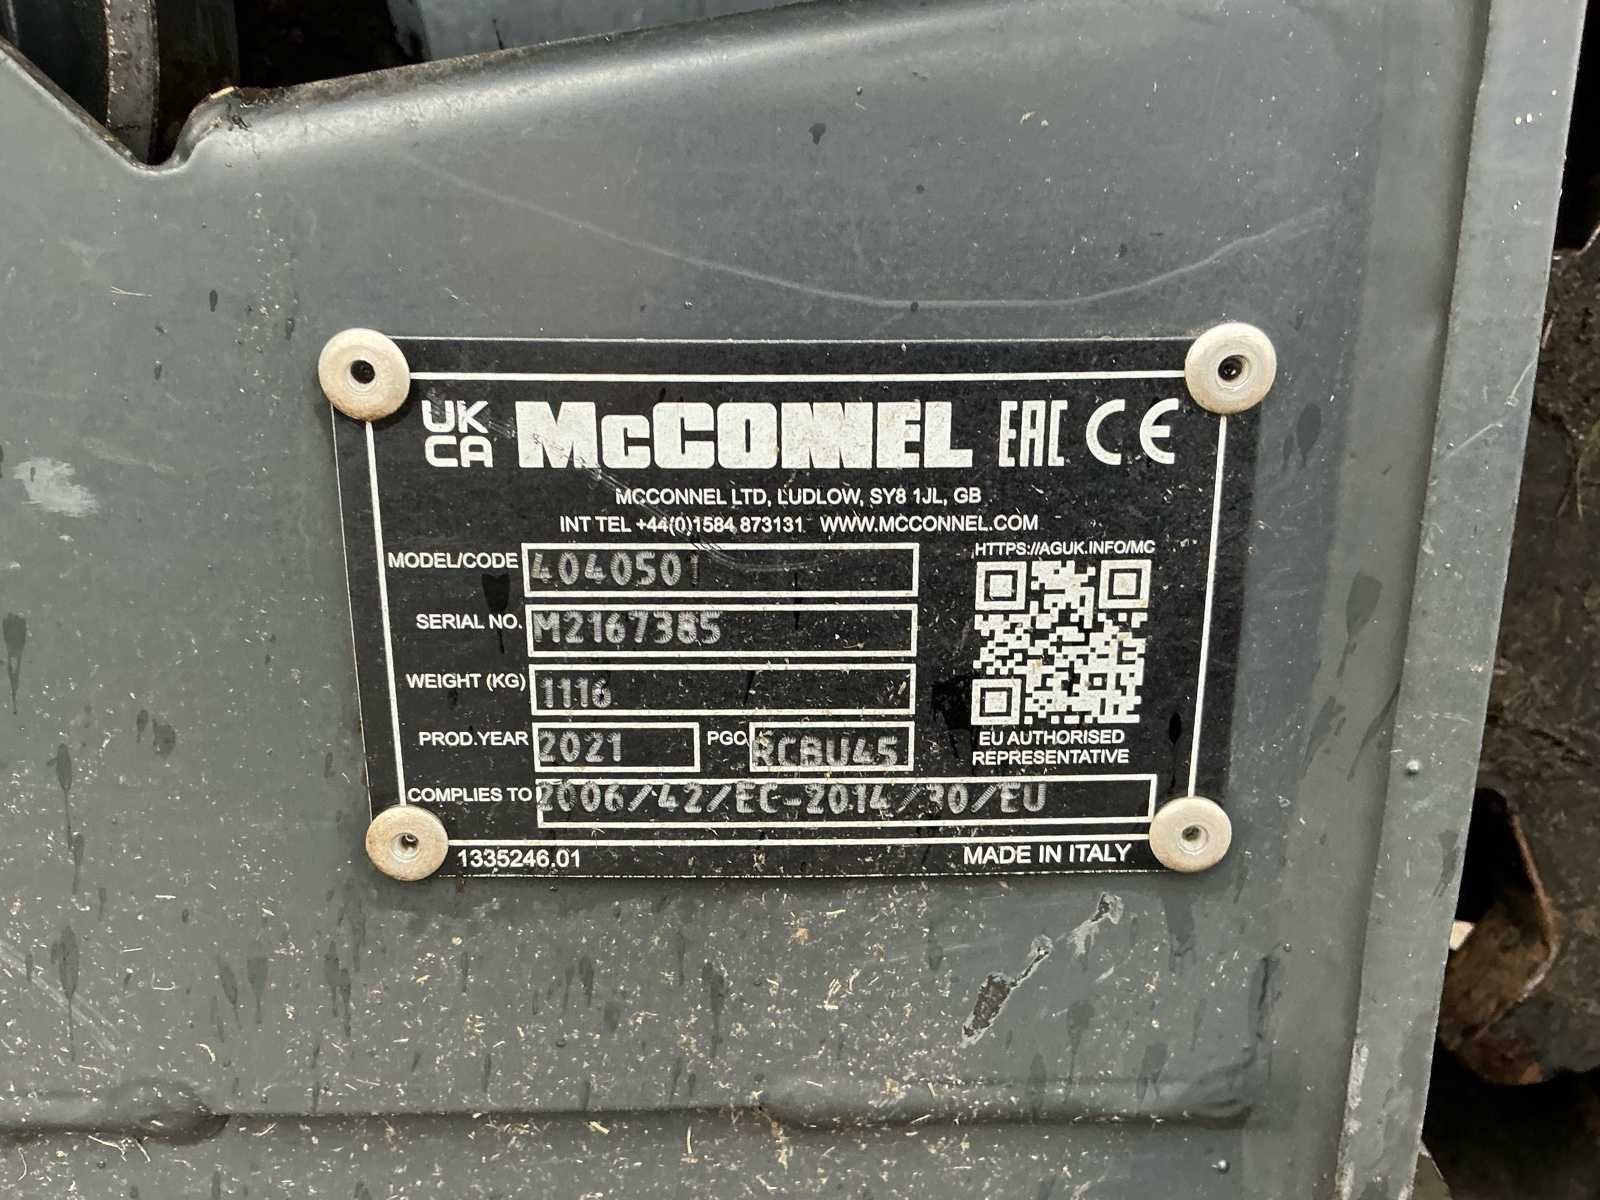 UK
CA
McCONNEL EAC CE
MCCONNEL LTD, LUDLOW, SY8 1JL, GB
INT TEL +44(0)1584 873131 WWW.MCCONNEL.COM
HTTPS://AGUK.INFO/MC
MODEL/CODE 4040501
SERIAL NO. M2167385
WEIGHT (KG) 1116
PROD.YEAR 2021 PGC RCBU45
EU AUTHORISED
REPRESENTATIVE
COMPLIES TO 2006/42/EC-2014/30/EU
1335246.01 MADE IN ITALY